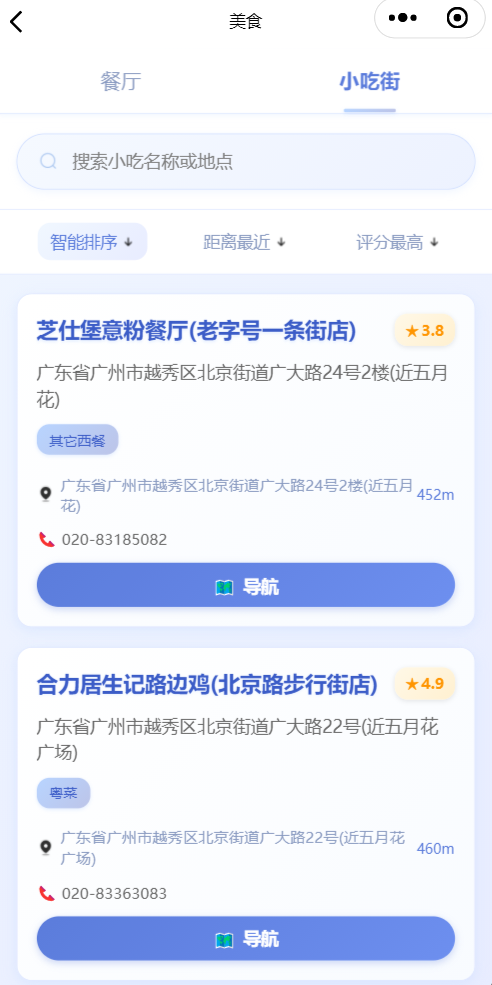 美食
餐厅 小吃街
搜索小吃名称或地点
智能排序 距离最近 评分最高
芝仕堡意粉餐厅(老字号一条街店) ★3.8
广东省广州市越秀区北京街道广大路24号2楼(近五月
花)
其它西餐
广东省广州市越秀区北京街道广大路24号2楼(近五月
花) 452m
020-83185082
导航
合力居生记路边鸡(北京路步行街店) ★4.9
广东省广州市越秀区北京街道广大路22号(近五月花
广场)
粤菜
广东省广州市越秀区北京街道广大路22号(近五月花
广场) 460m
020-83363083
导航